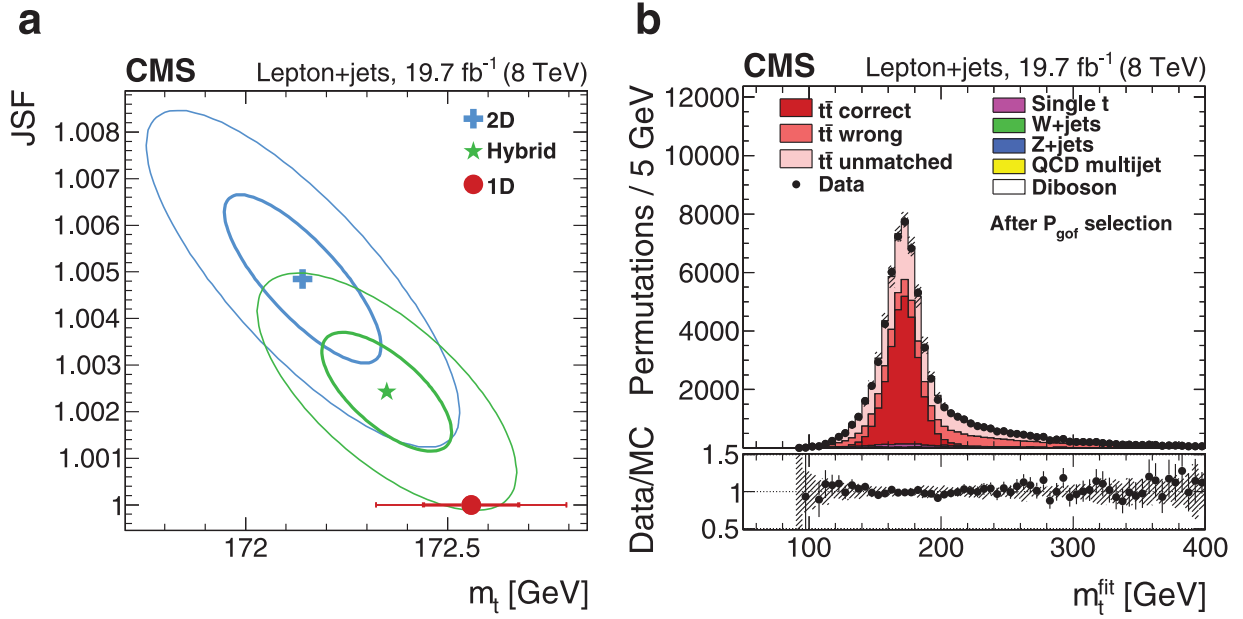 a
CMS Lepton+jets, 19.7 fb⁻¹ (8 TeV)
JSF
2D
Hybrid
1D
1.008
1.007
1.006
1.005
1.004
1.003
1.002
1.001
1
172 172.5
mₜ [GeV]
b
CMS Lepton+jets, 19.7 fb⁻¹ (8 TeV)
Permutations / 5 GeV
12000
10000
8000
6000
4000
2000
tt̄ correct
tt̄ wrong
tt̄ unmatched
Data
Single t
W+jets
Z+jets
QCD multijet
Diboson
After P_gof selection
Data/MC
1.5
1
0.5
100 200 300 400
mₜ^fit [GeV]